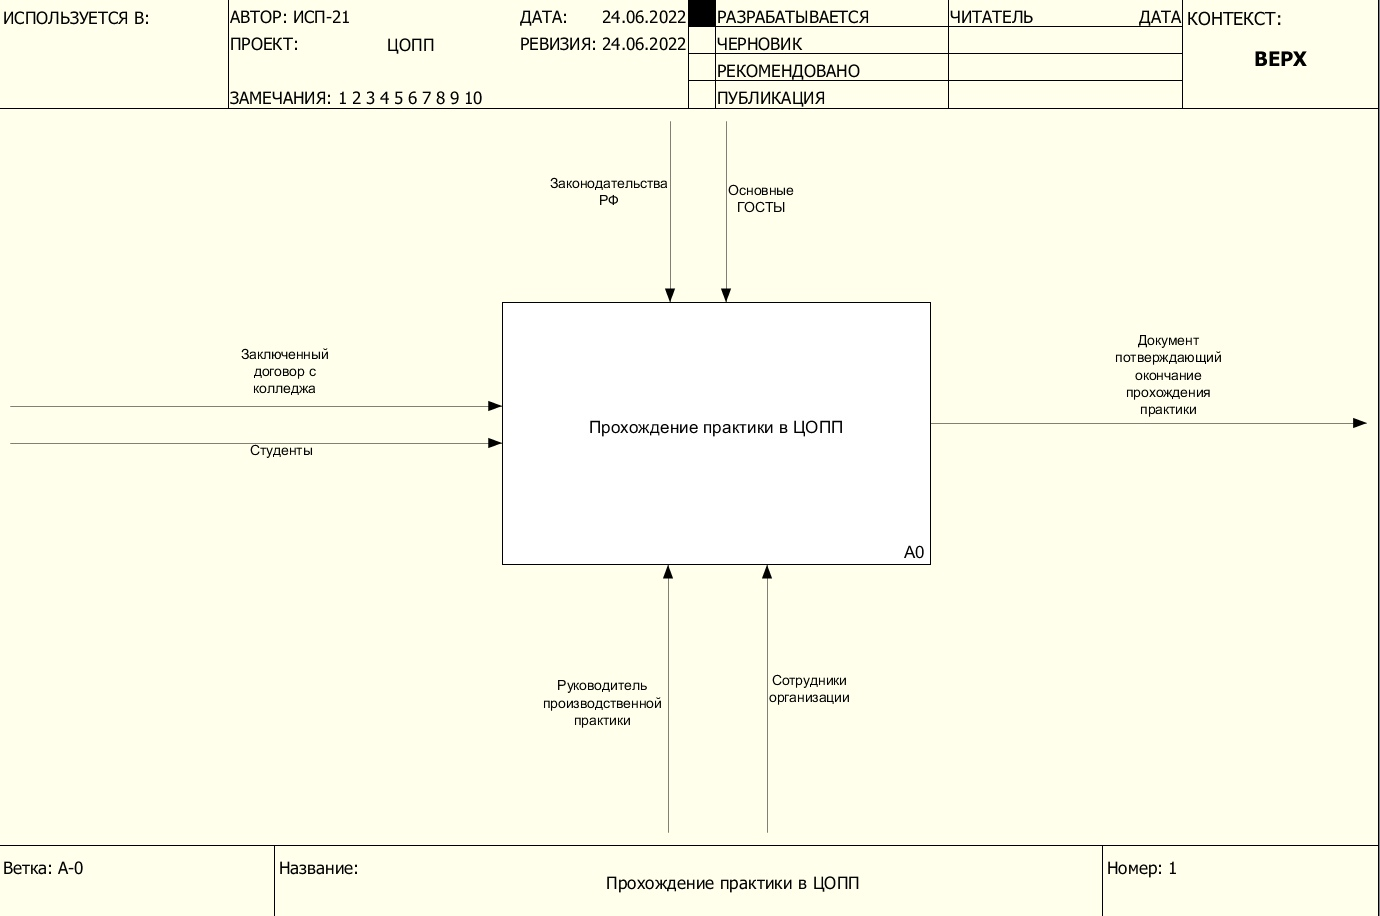 ИСПОЛЬЗУЕТСЯ В:
АВТОР: ИСП-21
ДАТА: 24.06.2022
РАЗРАБАТЫВАЕТСЯ
ЧИТАТЕЛЬ
ДАТА
КОНТЕКСТ:
ПРОЕКТ: ЦОПП
РЕВИЗИЯ: 24.06.2022
ЧЕРНОВИК
ВЕРХ
РЕКОМЕНДОВАНО
ЗАМЕЧАНИЯ: 1 2 3 4 5 6 7 8 9 10
ПУБЛИКАЦИЯ
Законодательства
РФ
Основные
ГОСТЫ
Заключенный
договор с
колледжа
Студенты
Прохождение практики в ЦОПП
A0
Документ
потверждающий
окончание
прохождения
практики
Руководитель
производственной
практики
Сотрудники
организации
Ветка: A-0
Название:
Прохождение практики в ЦОПП
Номер: 1